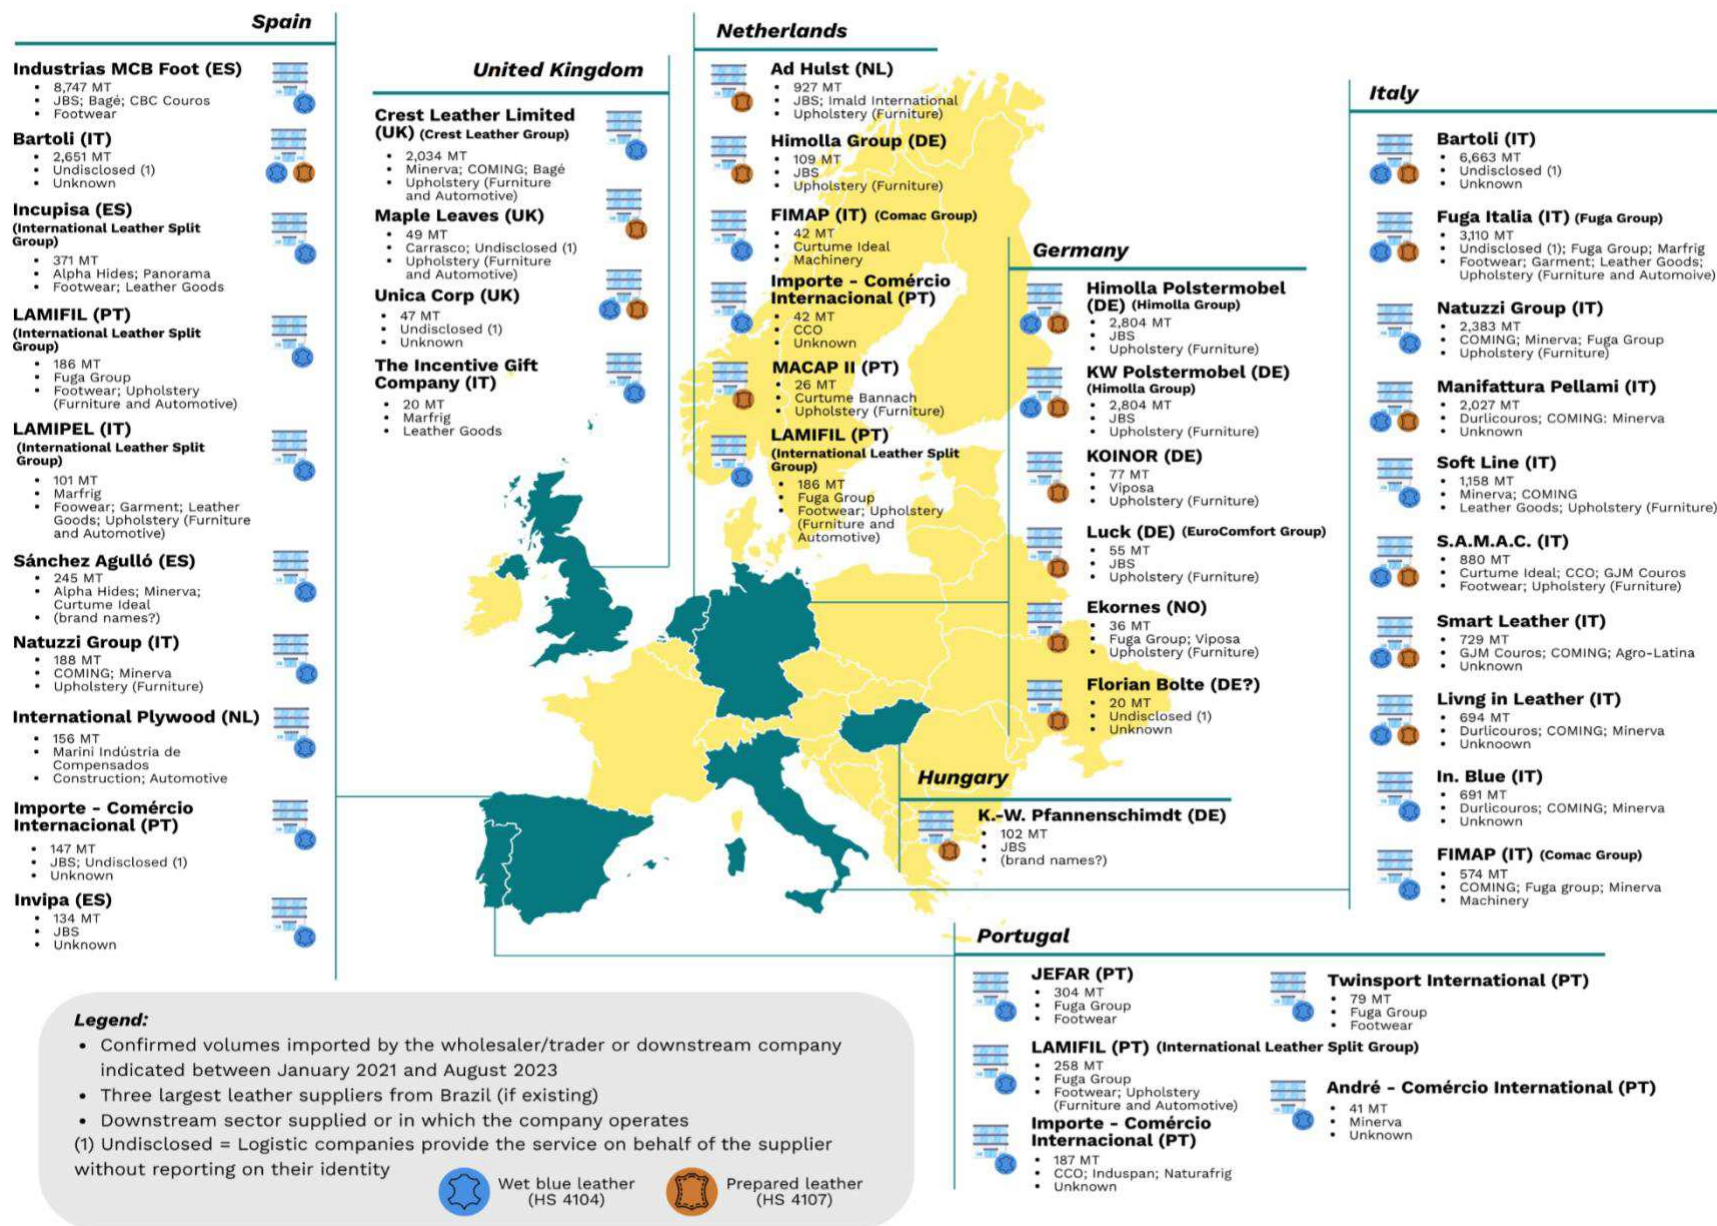 Spain
Industrias MCB Foot (ES)
• 8,747 MT
• JBS; Bagé; CBC Couros
• Footwear
Bartoli (IT)
• 2,651 MT
• Undisclosed (1)
• Unknown
Incupisa (ES)
(International Leather Split
Group)
• 371 MT
• Alpha Hides; Panorama
• Footwear; Leather Goods
LAMIFIL (PT)
(International Leather Split
Group)
• 186 MT
• Fuga Group
• Footwear; Upholstery
(Furniture and Automotive)
LAMIPEL (IT)
(International Leather Split
Group)
• 101 MT
• Marfrig
• Foowear; Garment; Leather
Goods; Upholstery (Furniture
and Automotive)
Sánchez Agulló (ES)
• 245 MT
• Alpha Hides; Minerva;
Curtume Ideal
• (brand names?)
Natuzzi Group (IT)
• 188 MT
• COMING; Minerva
• Upholstery (Furniture)
International Plywood (NL)
• 156 MT
• Marini Indústria de
Compensados
• Construction; Automotive
Importe - Comércio
Internacional (PT)
• 147 MT
• JBS; Undisclosed (1)
• Unknown
Invipa (ES)
• 134 MT
• JBS
• Unknown
United Kingdom
Crest Leather Limited
(UK) (Crest Leather Group)
• 2,034 MT
• Minerva; COMING; Bagé
• Upholstery (Furniture
and Automotive)
Maple Leaves (UK)
• 49 MT
• Carrasco; Undisclosed (1)
• Upholstery (Furniture
and Automotive)
Unica Corp (UK)
• 47 MT
• Undisclosed (1)
• Unknown
The Incentive Gift
Company (IT)
• 20 MT
• Marfrig
• Leather Goods
Netherlands
Ad Hulst (NL)
• 927 MT
• JBS; Imald International
• Upholstery (Furniture)
Himolla Group (DE)
• 109 MT
• JBS
• Upholstery (Furniture)
FIMAP (IT) (Comac Group)
• 42 MT
• Curtume Ideal
• Machinery
Importe - Comércio
Internacional (PT)
• 42 MT
• CCO
• Unknown
MACAP II (PT)
• 26 MT
• Curtume Bannach
• Upholstery (Furniture)
LAMIFIL (PT)
(International Leather Split
Group)
• 186 MT
• Fuga Group
• Footwear; Upholstery
(Furniture and
Automotive)
Germany
Himolla Polstermobel
(DE) (Himolla Group)
• 2,804 MT
• JBS
• Upholstery (Furniture)
KW Polstermobel (DE)
(Himolla Group)
• 2,804 MT
• JBS
• Upholstery (Furniture)
KOINOR (DE)
• 77 MT
• Viposa
• Upholstery (Furniture)
Luck (DE) (EuroComfort Group)
• 55 MT
• JBS
• Upholstery (Furniture)
Ekornes (NO)
• 36 MT
• Fuga Group; Viposa
• Upholstery (Furniture)
Florian Bolte (DE?)
• 20 MT
• Undisclosed (1)
• Unknown
Hungary
K.-W. Pfannenschimdt (DE)
• 102 MT
• JBS
• (brand names?)
Italy
Bartoli (IT)
• 6,663 MT
• Undisclosed (1)
• Unknown
Fuga Italia (IT) (Fuga Group)
• 3,110 MT
• Undisclosed (1); Fuga Group; Marfrig
• Footwear; Garment; Leather Goods;
Upholstery (Furniture and Automoive)
Natuzzi Group (IT)
• 2,383 MT
• COMING; Minerva; Fuga Group
• Upholstery (Furniture)
Manifattura Pellami (IT)
• 2,027 MT
• Durlicouros; COMING: Minerva
• Unknown
Soft Line (IT)
• 1,158 MT
• Minerva; COMING
• Leather Goods; Upholstery (Furniture)
S.A.M.A.C. (IT)
• 880 MT
• Curtume Ideal; CCO; GJM Couros
• Footwear; Upholstery (Furniture)
Smart Leather (IT)
• 729 MT
• GJM Couros; COMING; Agro-Latina
• Unknown
Livng in Leather (IT)
• 694 MT
• Durlicouros; COMING; Minerva
• Unknoown
In. Blue (IT)
• 691 MT
• Durlicouros; COMING; Minerva
• Unknown
FIMAP (IT) (Comac Group)
• 574 MT
• COMING; Fuga group; Minerva
• Machinery
Portugal
JEFAR (PT)
• 304 MT
• Fuga Group
• Footwear
LAMIFIL (PT) (International Leather Split Group)
• 258 MT
• Fuga Group
• Footwear; Upholstery
(Furniture and Automotive)
Importe - Comércio
Internacional (PT)
• 187 MT
• CCO; Induspan; Naturafrig
• Unknown
Twinsport International (PT)
• 79 MT
• Fuga Group
• Footwear
André - Comércio International (PT)
• 41 MT
• Minerva
• Unknown
Legend:
• Confirmed volumes imported by the wholesaler/trader or downstream company
indicated between January 2021 and August 2023
• Three largest leather suppliers from Brazil (if existing)
• Downstream sector supplied or in which the company operates
(1) Undisclosed = Logistic companies provide the service on behalf of the supplier
without reporting on their identity
Wet blue leather
(HS 4104)
Prepared leather
(HS 4107)